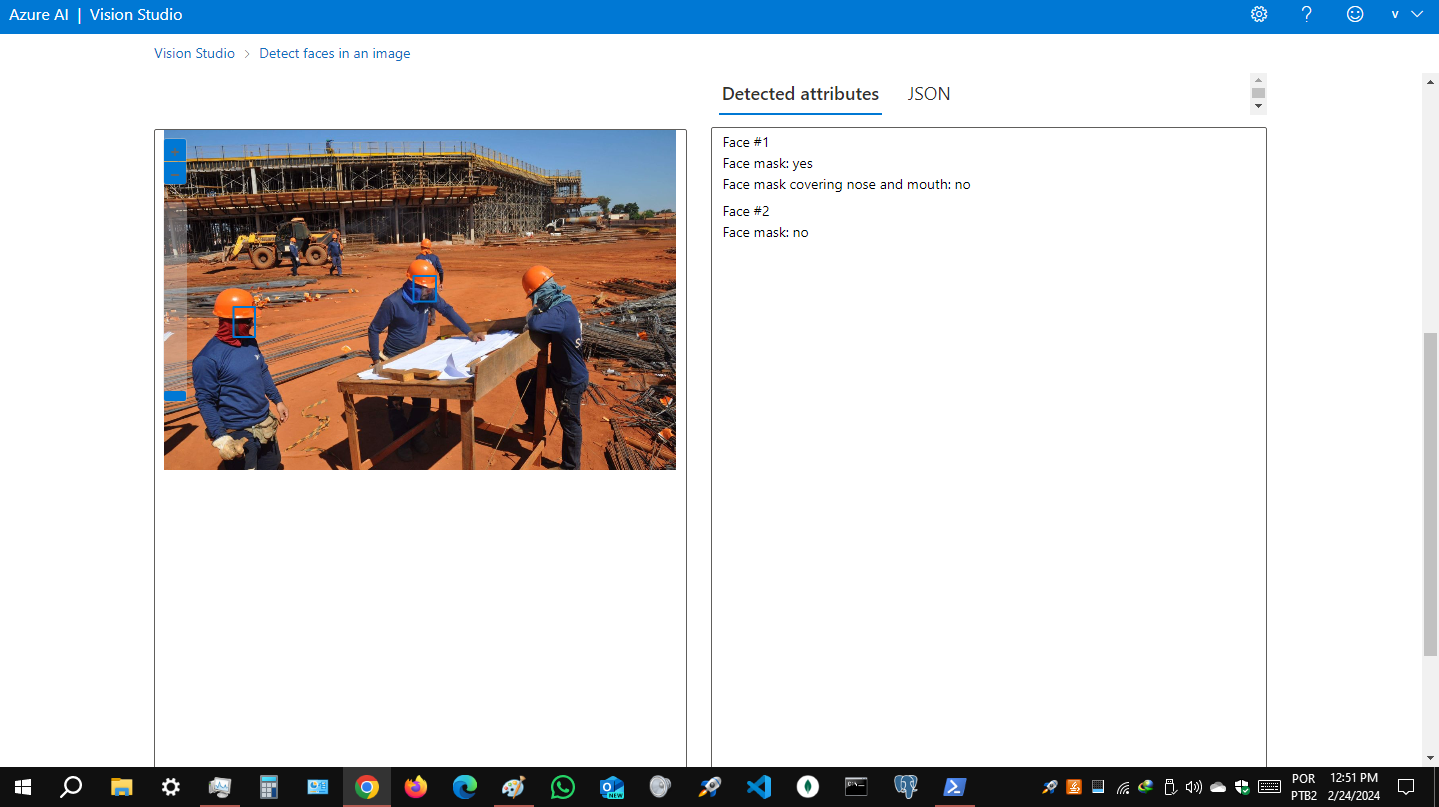 Azure AI | Vision Studio
v
Vision Studio > Detect faces in an image
Detected attributes JSON
Face #1
Face mask: yes
Face mask covering nose and mouth: no
Face #2
Face mask: no
NEW
POR
PTB2
12:51 PM
2/24/2024